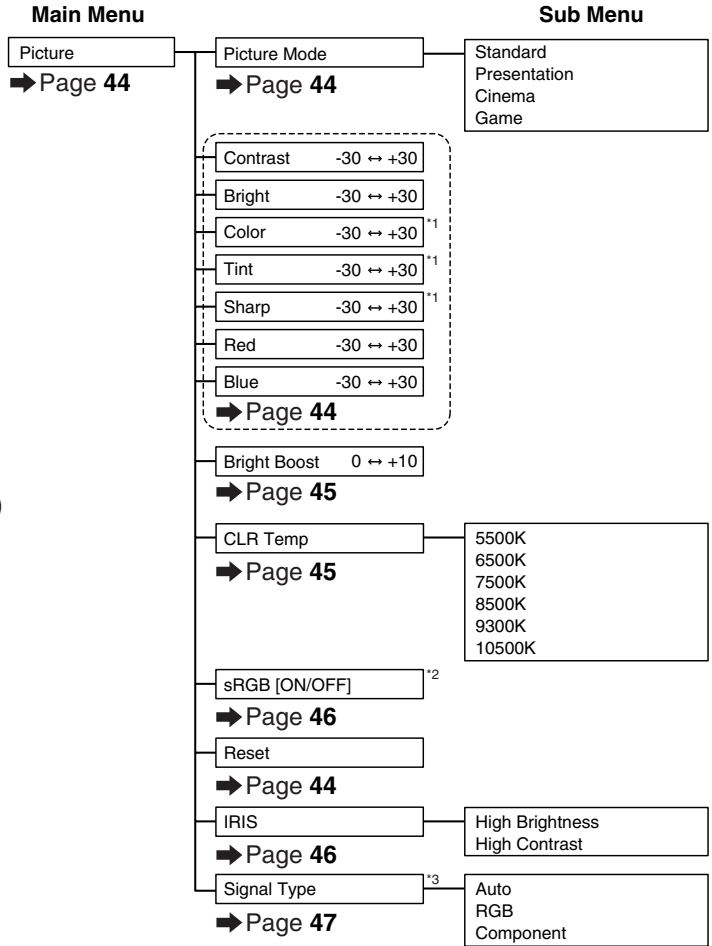 Main Menu
Sub Menu
Picture
➡ Page 44
Picture Mode
➡ Page 44
Standard
Presentation
Cinema
Game
Contrast -30 ↔ +30
Bright -30 ↔ +30
Color -30 ↔ +30 *1
Tint -30 ↔ +30 *1
Sharp -30 ↔ +30 *1
Red -30 ↔ +30
Blue -30 ↔ +30
➡ Page 44
Bright Boost 0 ↔ +10
➡ Page 45
CLR Temp
➡ Page 45
5500K
6500K
7500K
8500K
9300K
10500K
sRGB [ON/OFF] *2
➡ Page 46
Reset
➡ Page 44
IRIS
➡ Page 46
High Brightness
High Contrast
Signal Type *3
➡ Page 47
Auto
RGB
Component